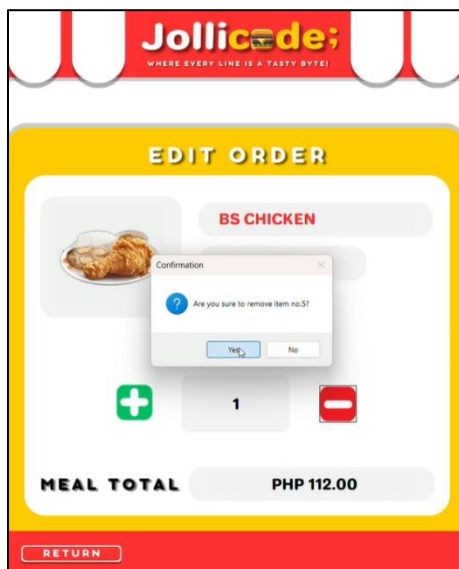 Jollicode;
WHERE EVERY LINE IS A TASTY BYTE!
EDIT ORDER
BS CHICKEN
Confirmation
Are you sure to remove item no.5?
Yes
No
1
MEAL TOTAL
PHP 112.00
RETURN